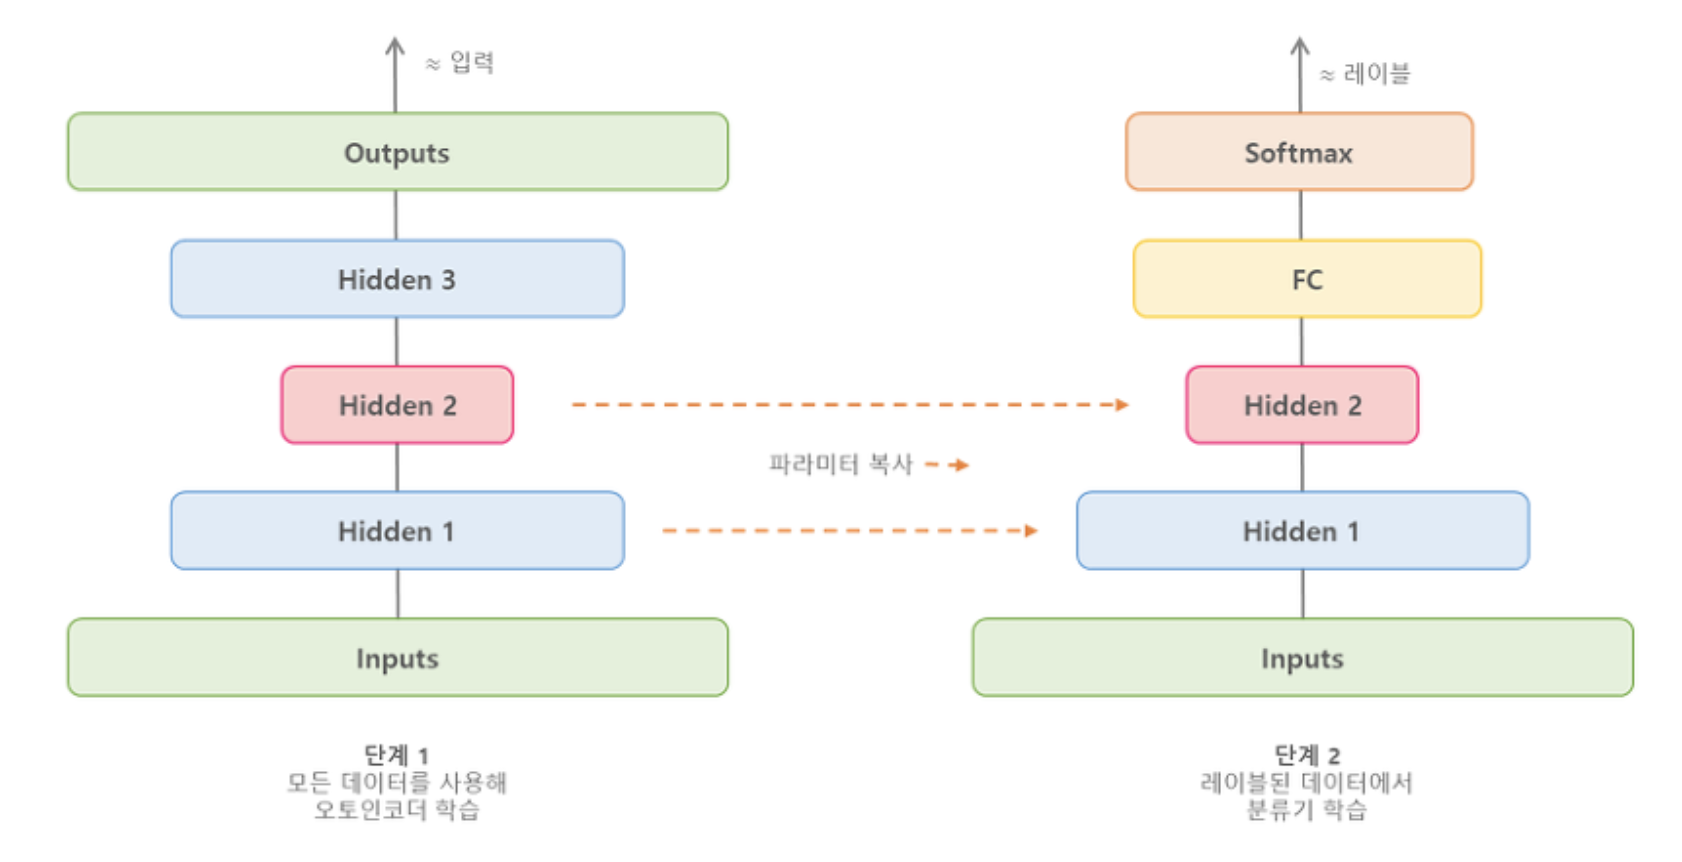 ≈ 입력
Outputs
Hidden 3
Hidden 2
Hidden 1
Inputs
단계 1
모든 데이터를 사용해
오토인코더 학습
파라미터 복사
≈ 레이블
Softmax
FC
Hidden 2
Hidden 1
Inputs
단계 2
레이블된 데이터에서
분류기 학습